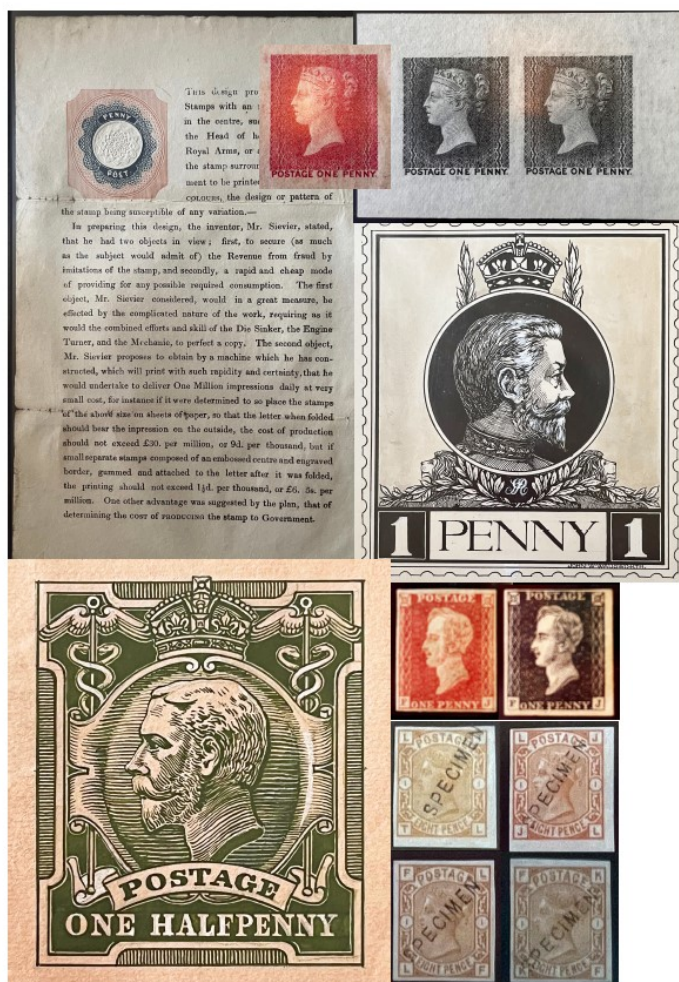 PENNY
POST
THIS design pro
Stamps with an
in the centre, su
the Head of h
Royal Arms, or
the stamp surrou
ment to be printe
COLOURS, the design or pattern of
the stamp being susceptible of any variation.—
In preparing this design, the inventor, Mr. Sievier, stated,
that he had two objects in view; first, to secure (as much
as the subject would admit of) the Revenue from fraud by
imitations of the stamp, and secondly, a rapid and cheap mode
of providing for any possible required consumption. The first
object, Mr. Sievier considered, would in a great measure, be
effected by the complicated nature of the work, requiring as it
would the combined efforts and skill of the Die Sinker, the Engine
Turner, and the Mechanic, to perfect a copy. The second object,
Mr. Sievier proposes to obtain by a machine which he has con-
structed, which will print with such rapidity and certainty, that he
would undertake to deliver One Million impressions daily at very
small cost, for instance if it were determined to so place the stamps
of the above size on sheets of paper, so that the letter when folded
should bear the inpression on the outside, the cost of production
should not exceed £30. per million, or 9d. per thousand, but if
small separate stamps composed of an embossed centre and engraved
border, gummed and attached to the letter after it was folded,
the printing should not exceed 1½d. per thousand, or £6. 5s. per
million. One other advantage was suggested by the plan, that of
determining the COST of PRODUCING the stamp to Government.
POSTAGE ONE PENNY.
POSTAGE ONE PENNY.
POSTAGE ONE PENNY.
1 PENNY 1
POSTAGE
ONE HALFPENNY
POSTAGE
F ONE PENNY J
POSTAGE
F ONE PENNY J
L POSTAGE T
SPECIMEN
T EIGHT PENCE L
L POSTAGE J
SPECIMEN
J EIGHT PENCE L
F POSTAGE L
SPECIMEN
L EIGHT PENCE F
F POSTAGE K
SPECIMEN
EIGHT PENCE F